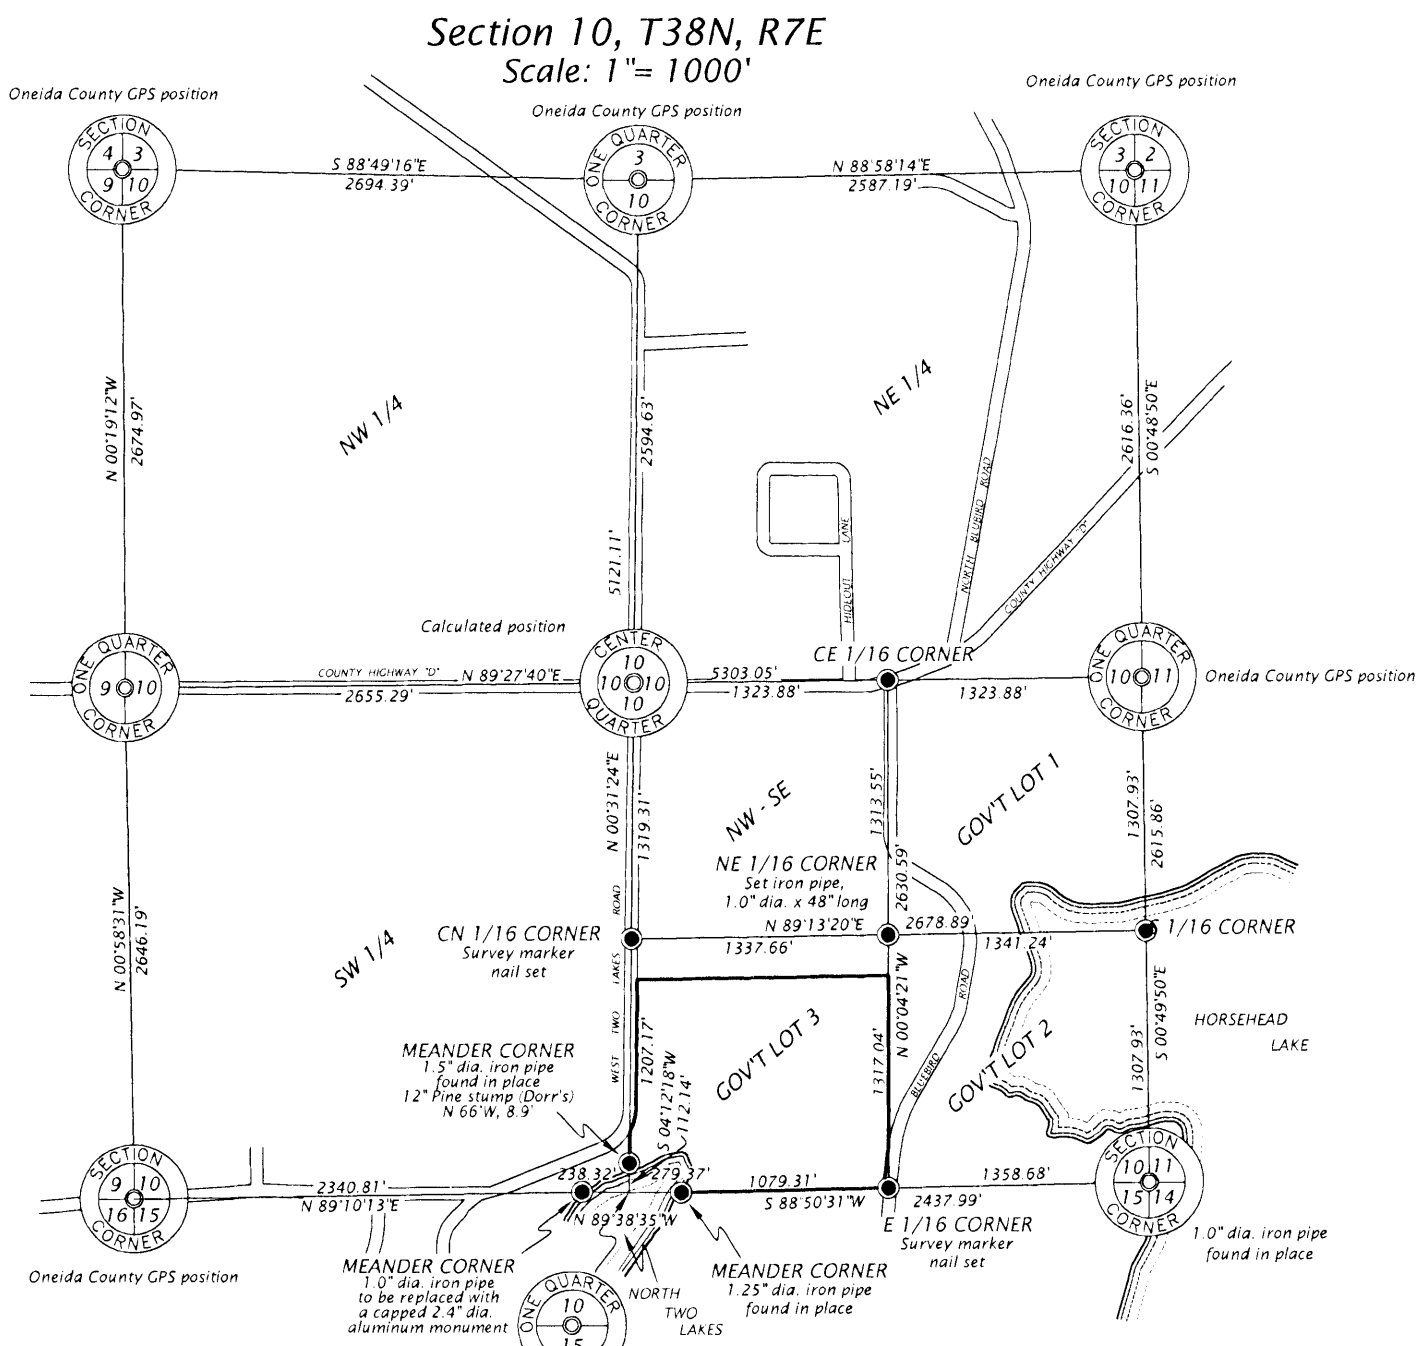 Section 10, T38N, R7E
Scale: 1"= 1000'
Oneida County GPS position
Oneida County GPS position
Oneida County GPS position
SECTION
4 3
9 10
CORNER
S 88°49'16"E
2694.39'
ONE QUARTER
3
10
CORNER
N 88°58'14"E
2587.19'
SECTION
3 2
10 11
CORNER
N 00°19'12"W
2674.97'
NW 1/4
2594.63'
5121.11'
NE 1/4
2616.36'
S 00°48'50"E
HIDEOUT LANE
NORTH BLUBIRD ROAD
COUNTY HIGHWAY "D"
Calculated position
ONE QUARTER
9 10
CORNER
COUNTY HIGHWAY "D"
N 89°27'40"E
2655.29'
CENTER
10
10 10
10
QUARTER
5303.05'
1323.88'
CE 1/16 CORNER
1323.88'
ONE QUARTER
10 11
CORNER
Oneida County GPS position
N 00°31'24"E
1319.31'
NW - SE
1313.55'
2630.59'
GOV'T LOT 1
1307.93'
2615.86'
NE 1/16 CORNER
Set iron pipe,
1.0" dia. x 48" long
N 00°58'31"W
2646.19'
SW 1/4
CN 1/16 CORNER
Survey marker
nail set
N 89°13'20"E
1337.66'
2678.89'
1341.24'
1/16 CORNER
WEST TWO LAKES ROAD
1207.17'
GOV'T LOT 3
1317.04'
N 00°04'21"W
BLUEBIRD ROAD
GOV'T LOT 2
1307.93'
S 00°49'50"E
HORSEHEAD
LAKE
MEANDER CORNER
1.5" dia. iron pipe
found in place
12" Pine stump (Dorr's)
N 66°W, 8.9'
S 04°12'18"W
112.14'
SECTION
9 10
16 15
CORNER
2340.81'
N 89°10'13"E
238.32'
279.37'
N 89°38'35"W
1079.31'
S 88°50'31"W
1358.68'
2437.99'
E 1/16 CORNER
Survey marker
nail set
SECTION
10 11
15 14
CORNER
1.0" dia. iron pipe
found in place
Oneida County GPS position
MEANDER CORNER
1.0" dia. iron pipe
to be replaced with
a capped 2.4" dia.
aluminum monument
ONE QUARTER
10
15
NORTH
TWO
LAKES
MEANDER CORNER
1.25" dia. iron pipe
found in place